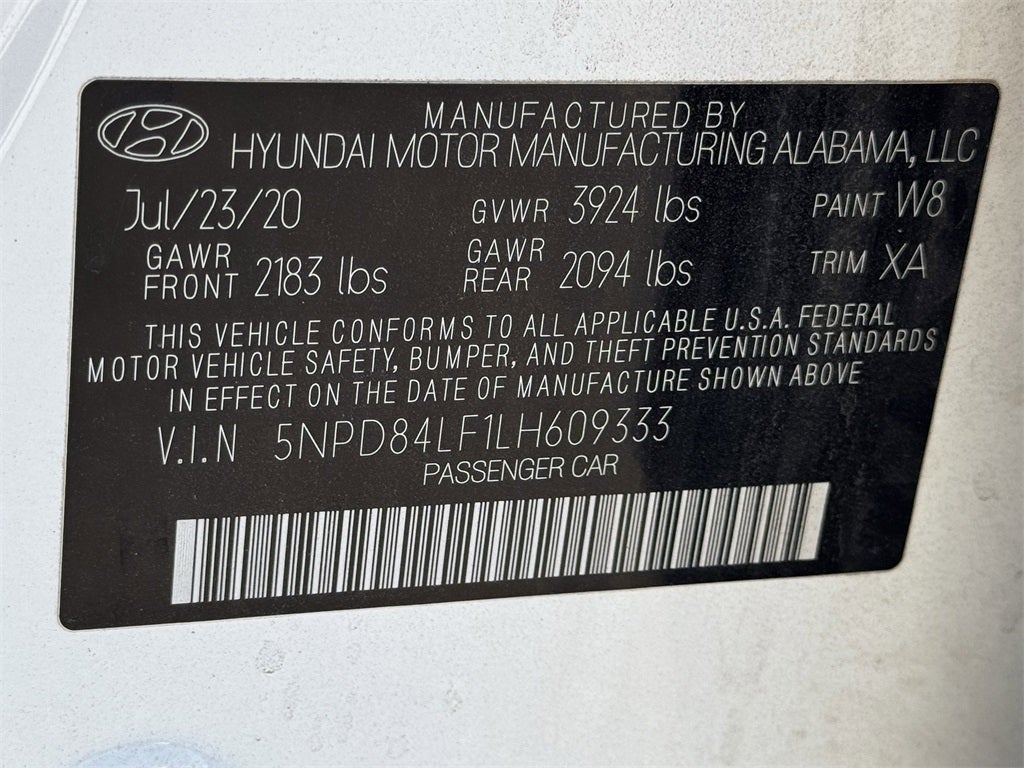 MANUFACTURED BY
HYUNDAI MOTOR MANUFACTURING ALABAMA, LLC
Jul/23/20 GVWR 3924 lbs PAINT W8
GAWR FRONT 2183 lbs GAWR REAR 2094 lbs TRIM XA
THIS VEHICLE CONFORMS TO ALL APPLICABLE U.S.A. FEDERAL
MOTOR VEHICLE SAFETY, BUMPER, AND THEFT PREVENTION STANDARDS
IN EFFECT ON THE DATE OF MANUFACTURE SHOWN ABOVE
V.I.N 5NPD84LF1LH609333
PASSENGER CAR